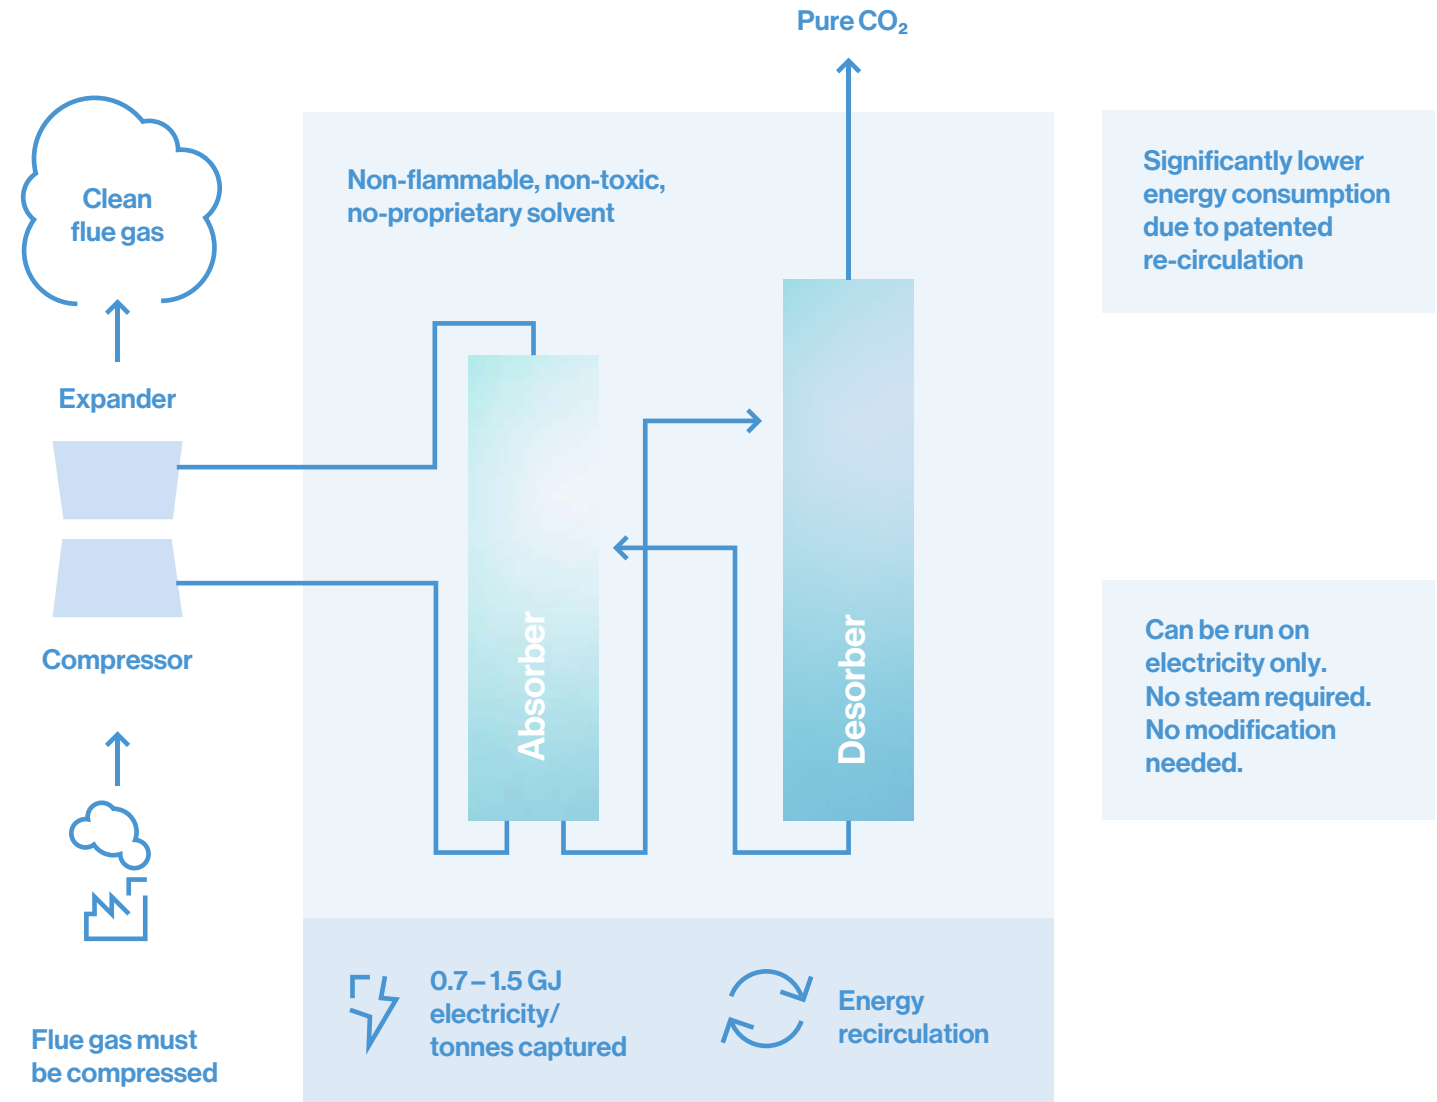 Pure CO₂
Clean
flue gas
Expander
Compressor
Flue gas must
be compressed
Non-flammable, non-toxic,
no-proprietary solvent
Absorber
Desorber
0.7 – 1.5 GJ
electricity/
tonnes captured
Energy
recirculation
Significantly lower
energy consumption
due to patented
re-circulation
Can be run on
electricity only.
No steam required.
No modification
needed.